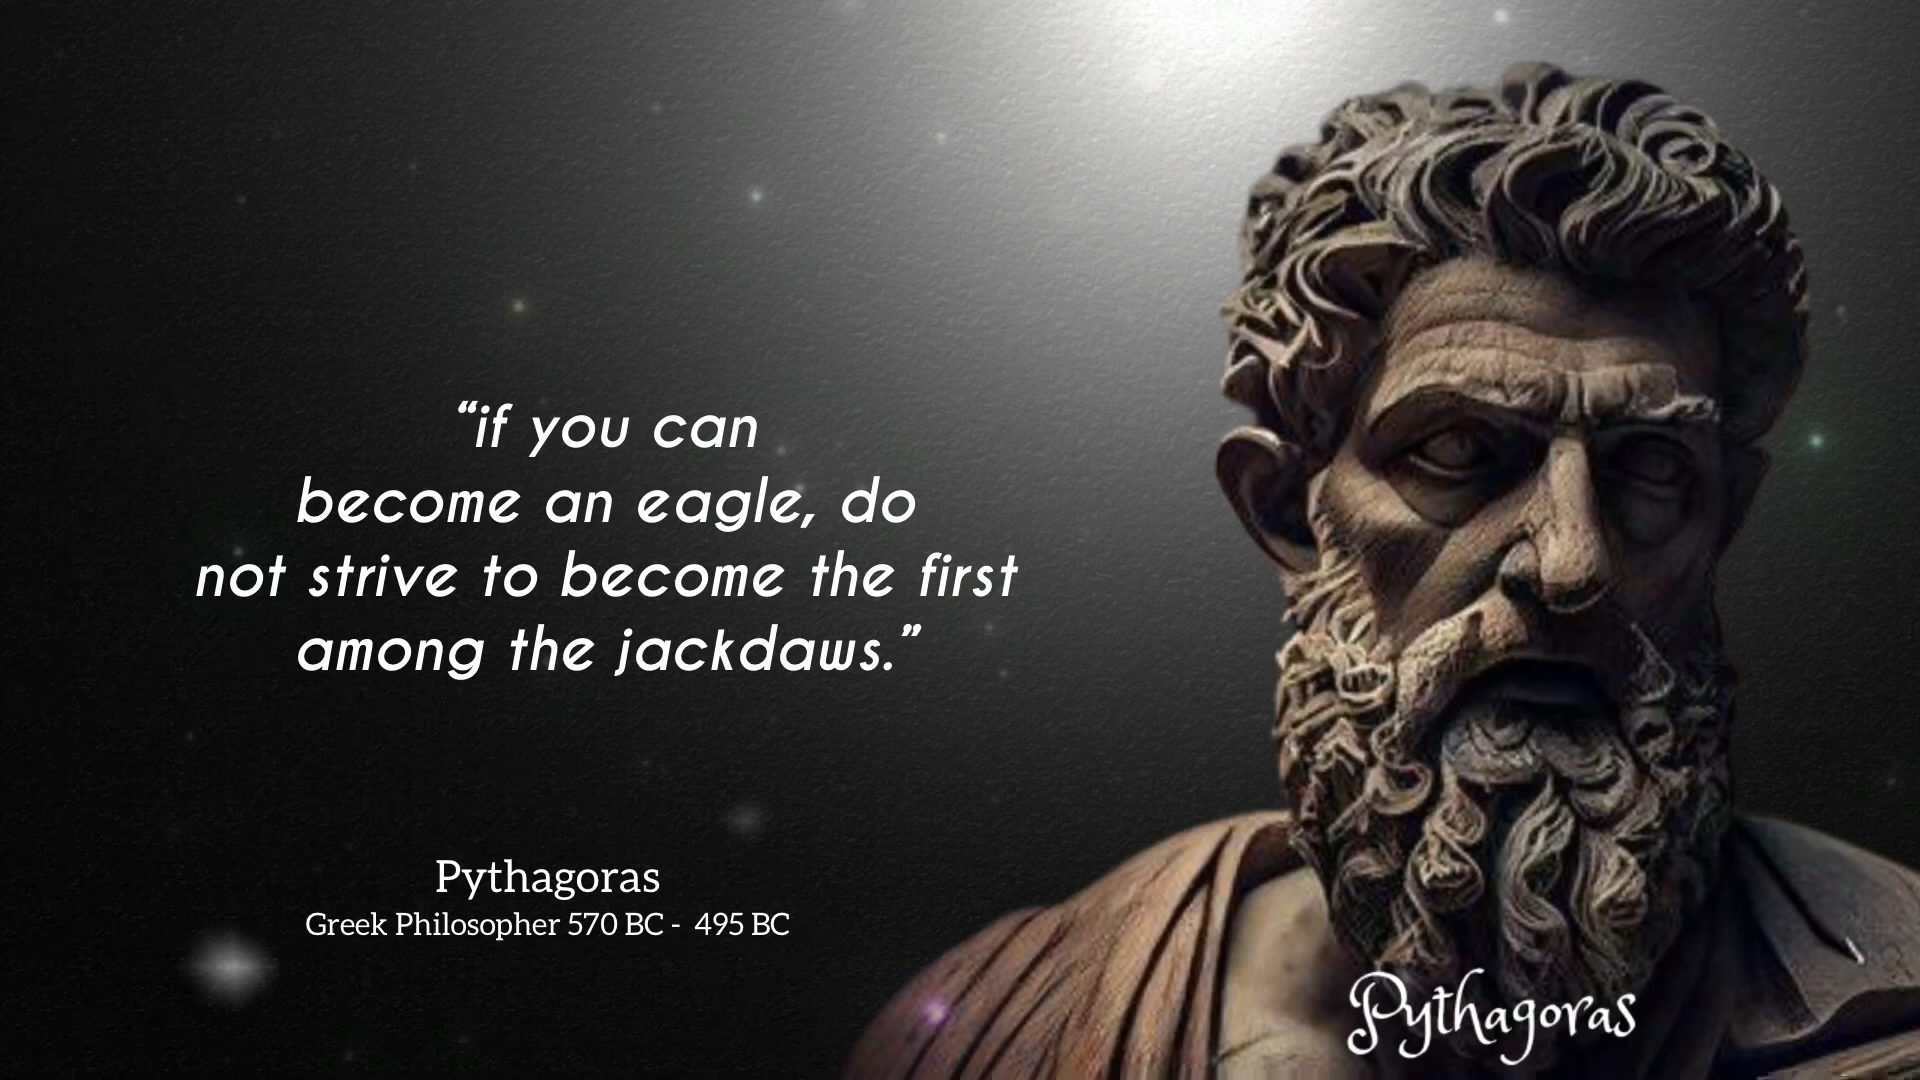 “if you can
become an eagle, do
not strive to become the first
among the jackdaws.”
Pythagoras
Greek Philosopher 570 BC -  495 BC
Pythagoras